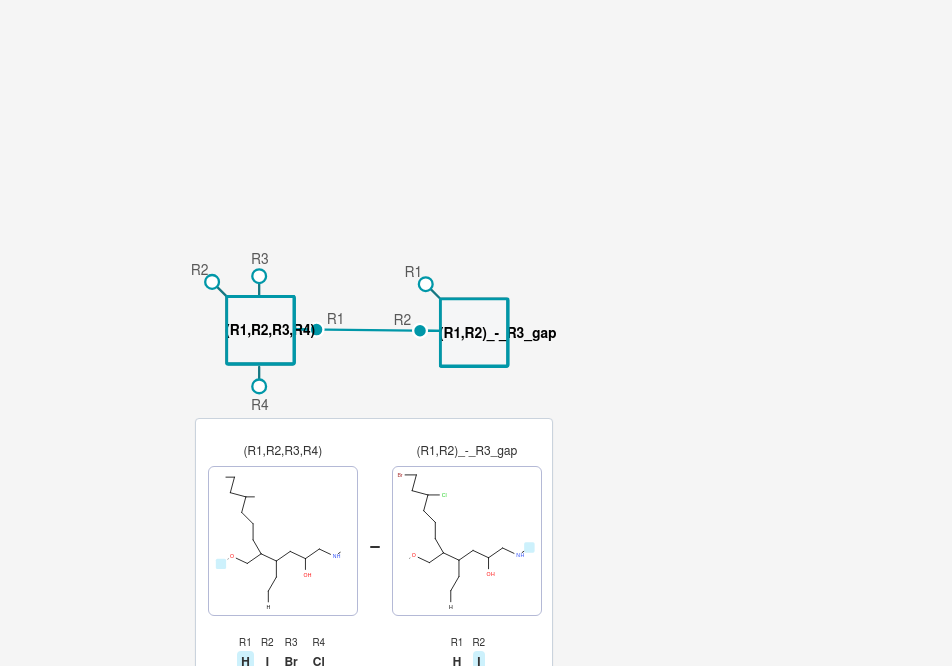 R3
R2
R1
(R1,R2,R3,R4)
R1
R2
(R1,R2)_-_R3_gap
R4
(R1,R2,R3,R4) (R1,R2)_-_R3_gap
Br
Cl
O NH
OH
H
–
O NH
OH
H
R1 R2 R3 R4 R1 R2
H I Br Cl H I